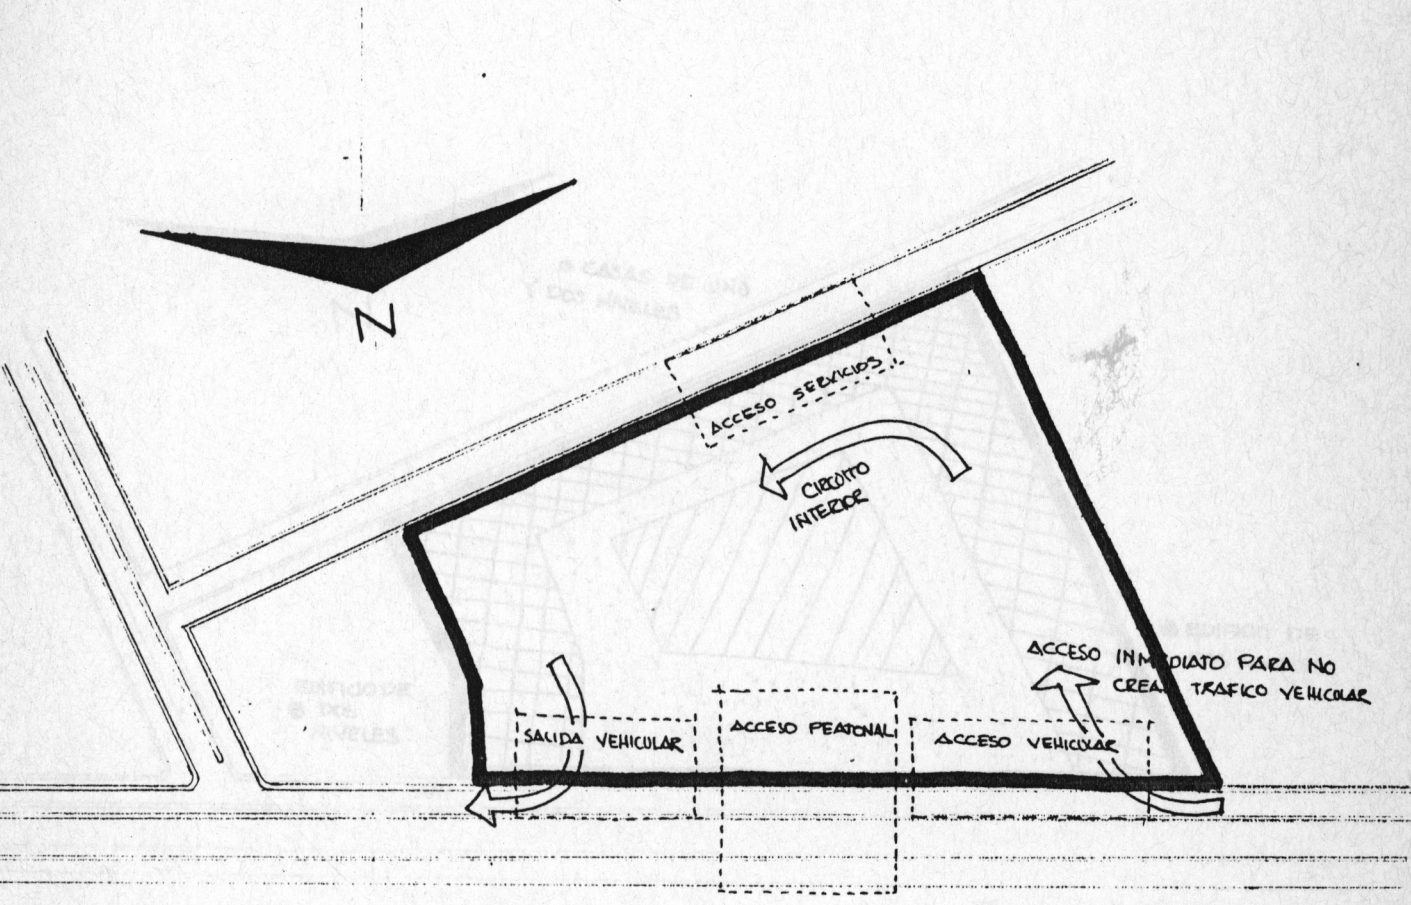 N
ACCESO SERVICIOS
CIRCUITO
INTERIOR
ACCESO INMEDIATO PARA NO
CREAR TRAFICO VEHICULAR
SALIDA VEHICULAR
ACCESO PEATONAL
ACCESO VEHICULAR